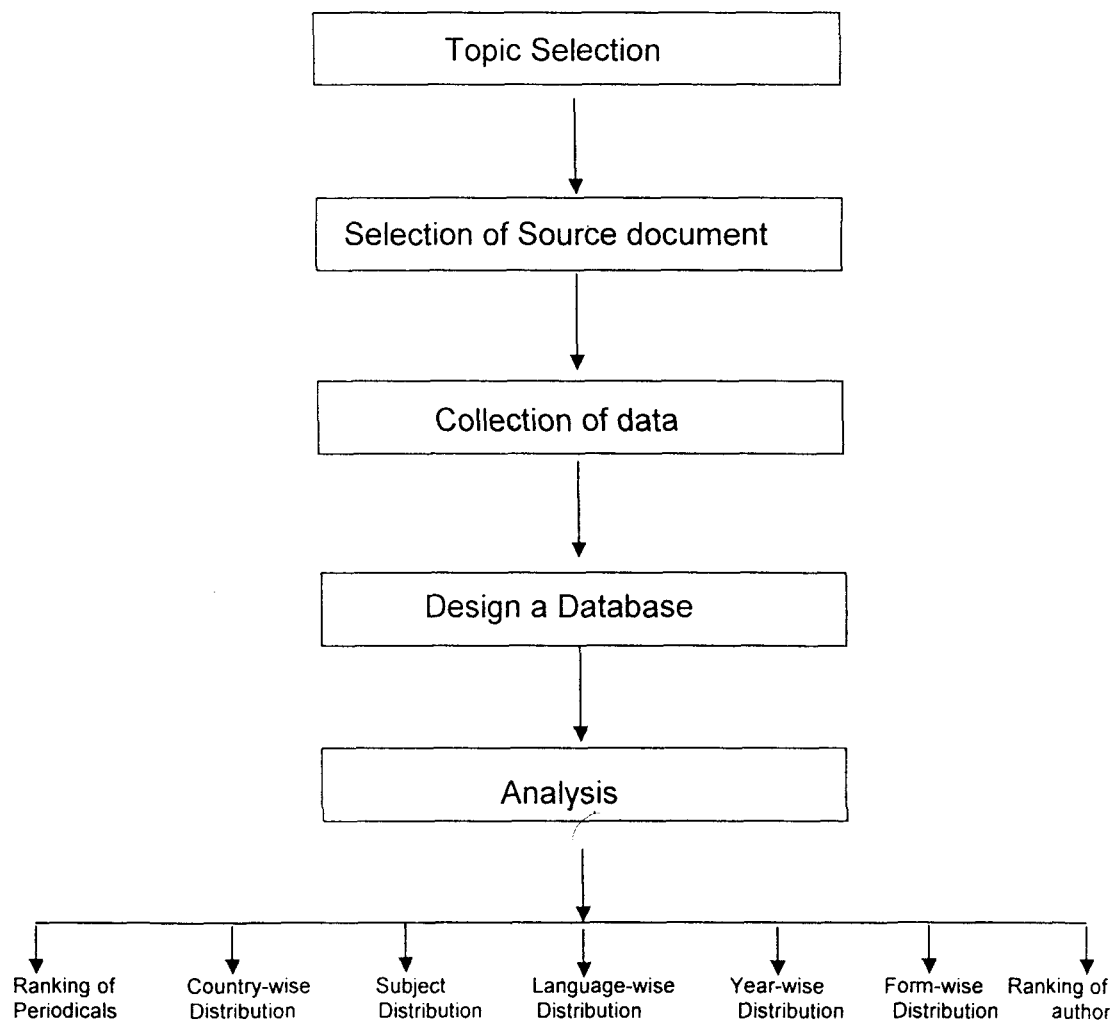 Topic Selection
Selection of Source document
Collection of data
Design a Database
Analysis
Ranking of
Periodicals
Country-wise
Distribution
Subject
Distribution
Language-wise
Distribution
Year-wise
Distribution
Form-wise
Distribution
Ranking of
author